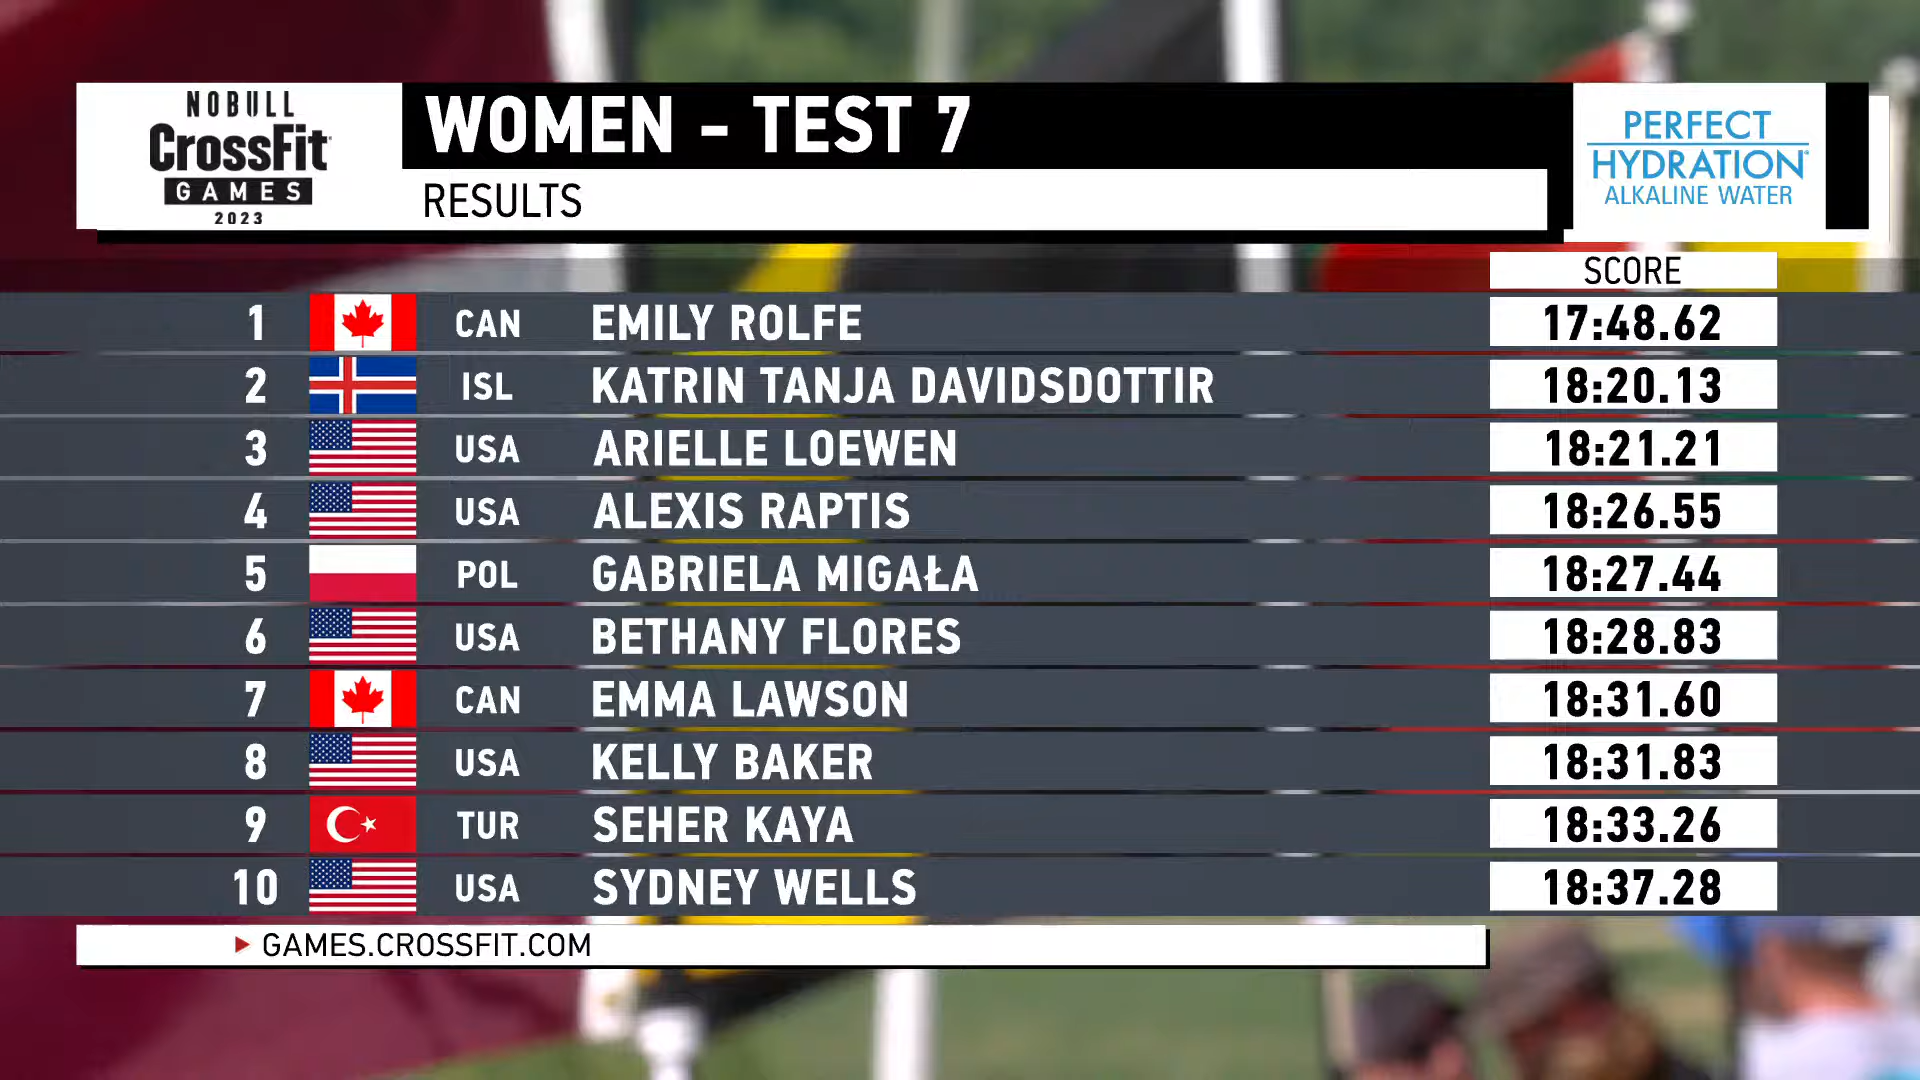 NOBULL
CrossFit
GAMES
2023
WOMEN - TEST 7
RESULTS
PERFECT
HYDRATION
ALKALINE WATER
SCORE
1 CAN EMILY ROLFE 17:48.62
2 ISL KATRIN TANJA DAVIDSDOTTIR 18:20.13
3 USA ARIELLE LOEWEN 18:21.21
4 USA ALEXIS RAPTIS 18:26.55
5 POL GABRIELA MIGAŁA 18:27.44
6 USA BETHANY FLORES 18:28.83
7 CAN EMMA LAWSON 18:31.60
8 USA KELLY BAKER 18:31.83
9 TUR SEHER KAYA 18:33.26
10 USA SYDNEY WELLS 18:37.28
GAMES.CROSSFIT.COM